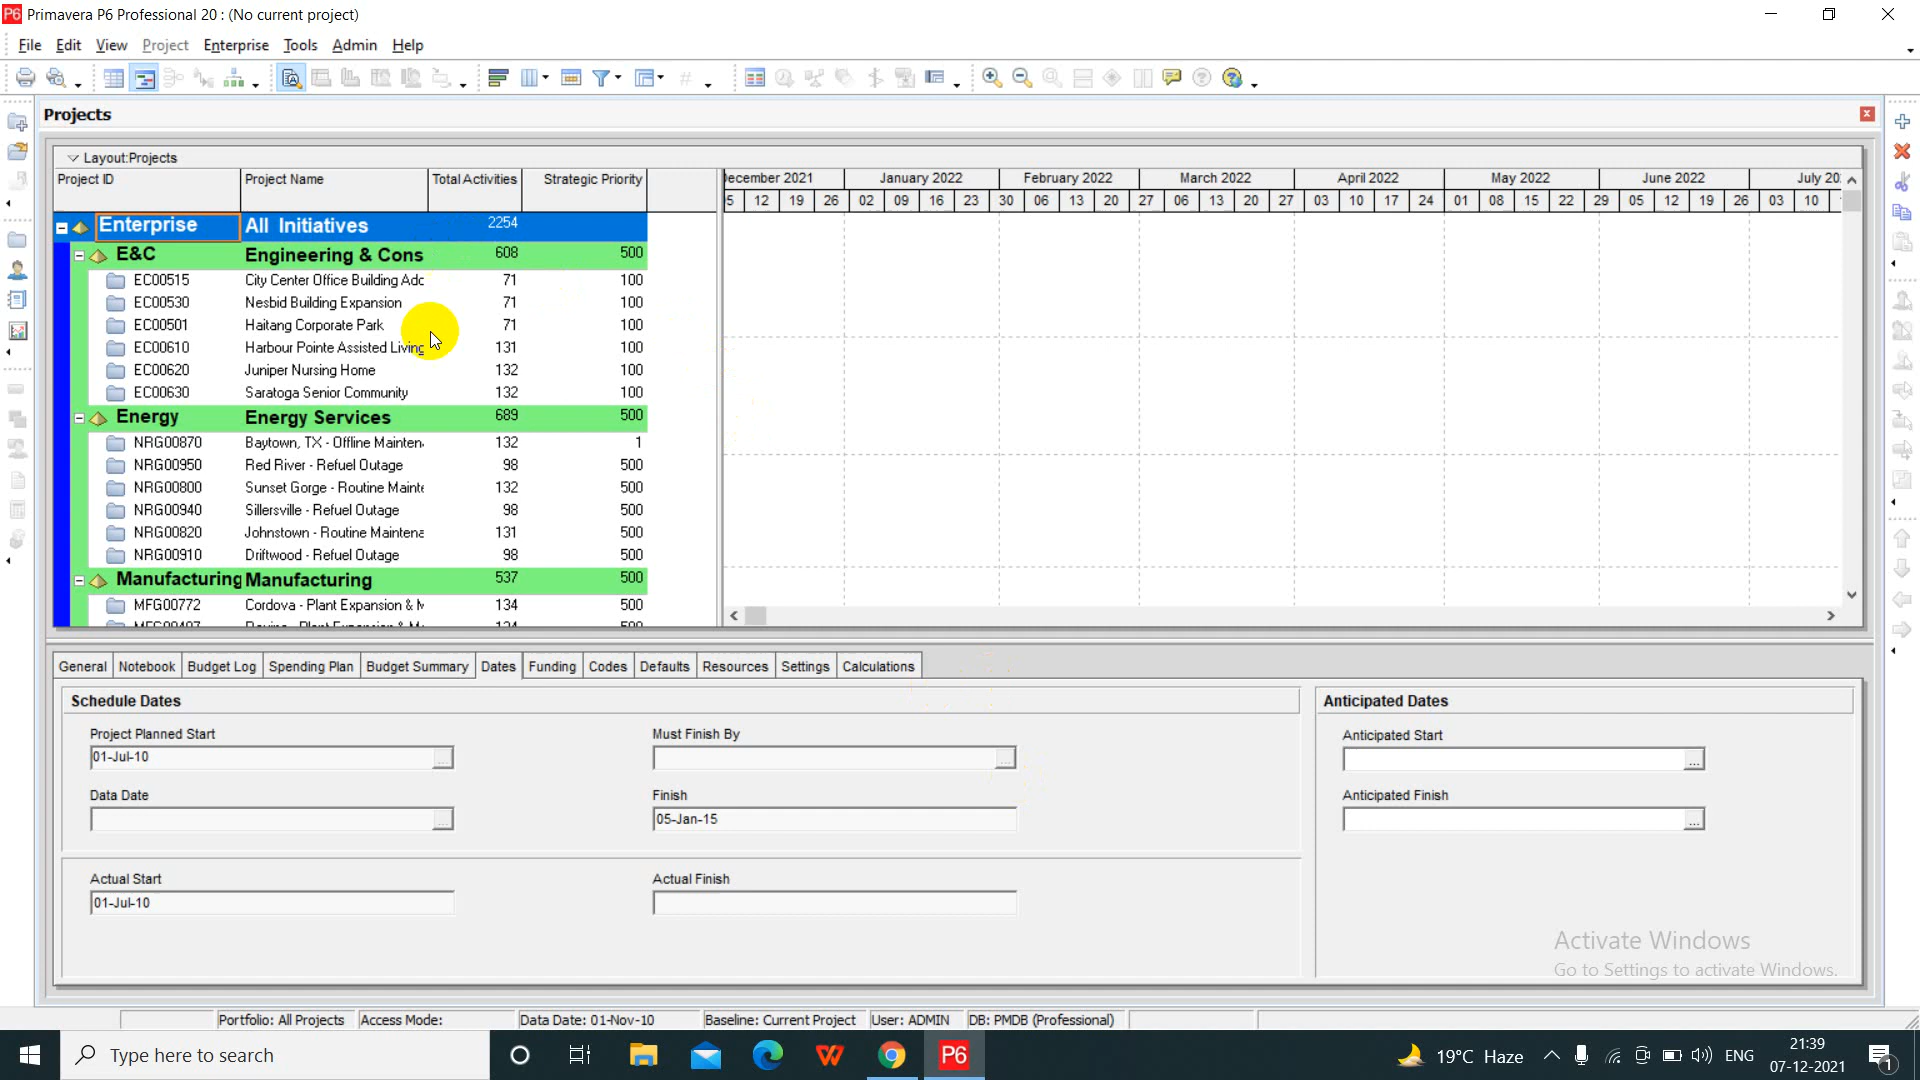 Primavera P6 Professional 20 : (No current project)
File Edit View Project Enterprise Tools Admin Help
Projects
Layout:Projects
Project ID Project Name Total Activities Strategic Priority
December 2021 January 2022 February 2022 March 2022 April 2022 May 2022 June 2022 July 20
5 12 19 26 02 09 16 23 30 06 13 20 27 06 13 20 27 03 10 17 24 01 08 15 22 29 05 12 19 26 03 10
Enterprise All Initiatives 2254
E&C Engineering & Cons 608 500
EC00515 City Center Office Building Adc 71 100
EC00530 Nesbid Building Expansion 71 100
EC00501 Haitang Corporate Park 71 100
EC00610 Harbour Pointe Assisted Living 131 100
EC00620 Juniper Nursing Home 132 100
EC00630 Saratoga Senior Community 132 100
Energy Energy Services 689 500
NRG00870 Baytown, TX - Offline Mainten 132 1
NRG00950 Red River - Refuel Outage 98 500
NRG00800 Sunset Gorge - Routine Mainte 132 500
NRG00940 Sillersville - Refuel Outage 98 500
NRG00820 Johnstown - Routine Maintena 131 500
NRG00910 Driftwood - Refuel Outage 98 500
Manufacturing Manufacturing 537 500
MFG00772 Cordova - Plant Expansion & M 134 500
General Notebook Budget Log Spending Plan Budget Summary Dates Funding Codes Defaults Resources Settings Calculations
Schedule Dates Anticipated Dates
Project Planned Start Must Finish By Anticipated Start
01-Jul-10
Data Date Finish Anticipated Finish
05-Jan-15
Actual Start Actual Finish
01-Jul-10
Activate Windows
Go to Settings to activate Windows.
Portfolio: All Projects Access Mode: Data Date: 01-Nov-10 Baseline: Current Project User: ADMIN DB: PMDB (Professional)
Type here to search P6 19°C Haze ENG 21:39
07-12-2021 1